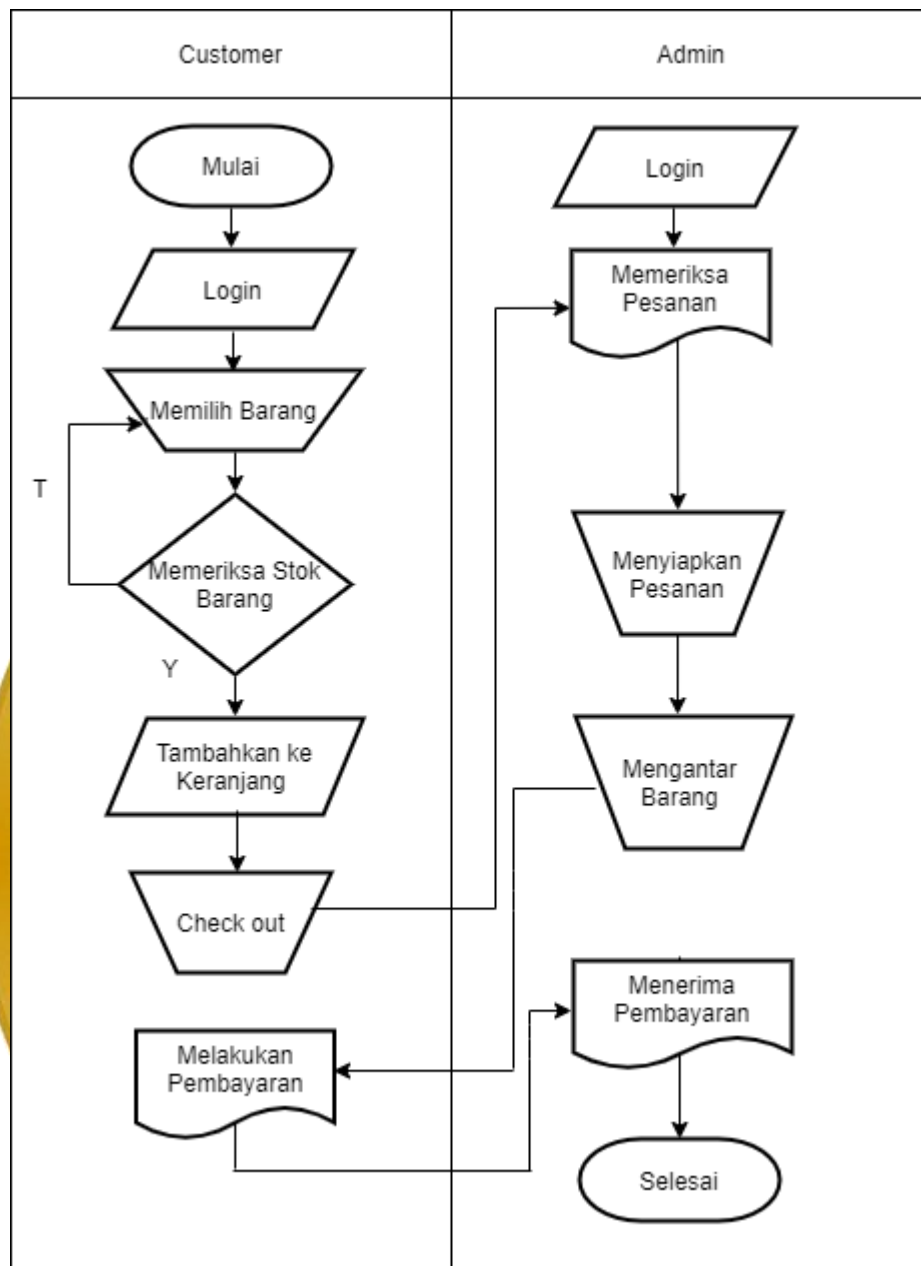 Customer
Admin
Mulai
Login
Memilih Barang
T
Memeriksa Stok
Barang
Y
Tambahkan ke
Keranjang
Check out
Melakukan
Pembayaran
Login
Memeriksa
Pesanan
Menyiapkan
Pesanan
Mengantar
Barang
Menerima
Pembayaran
Selesai